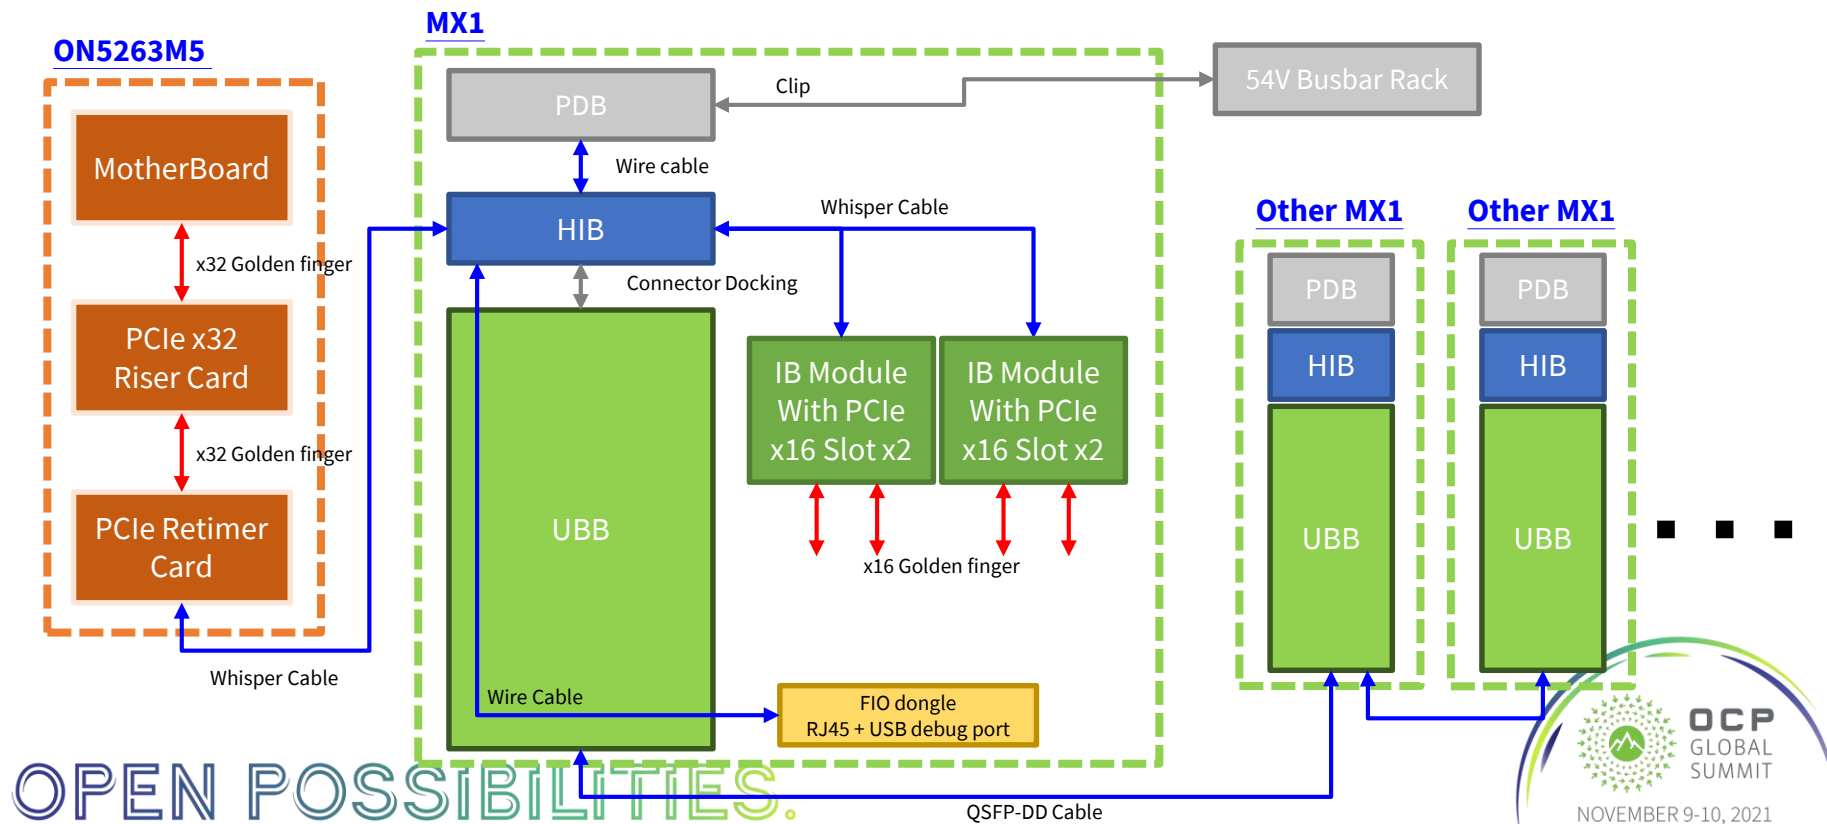 ON5263M5
MotherBoard
x32 Golden finger
PCIe x32
Riser Card
x32 Golden finger
PCIe Retimer
Card
Whisper Cable
MX1
PDB
Clip
54V Busbar Rack
Wire cable
HIB
Whisper Cable
Connector Docking
UBB
IB Module
With PCIe
x16 Slot x2
IB Module
With PCIe
x16 Slot x2
x16 Golden finger
Wire Cable
FIO dongle
RJ45 + USB debug port
QSFP-DD Cable
Other MX1
PDB
HIB
UBB
Other MX1
PDB
HIB
UBB
OPEN POSSIBILITIES.
OCP
GLOBAL
SUMMIT
NOVEMBER 9-10, 2021